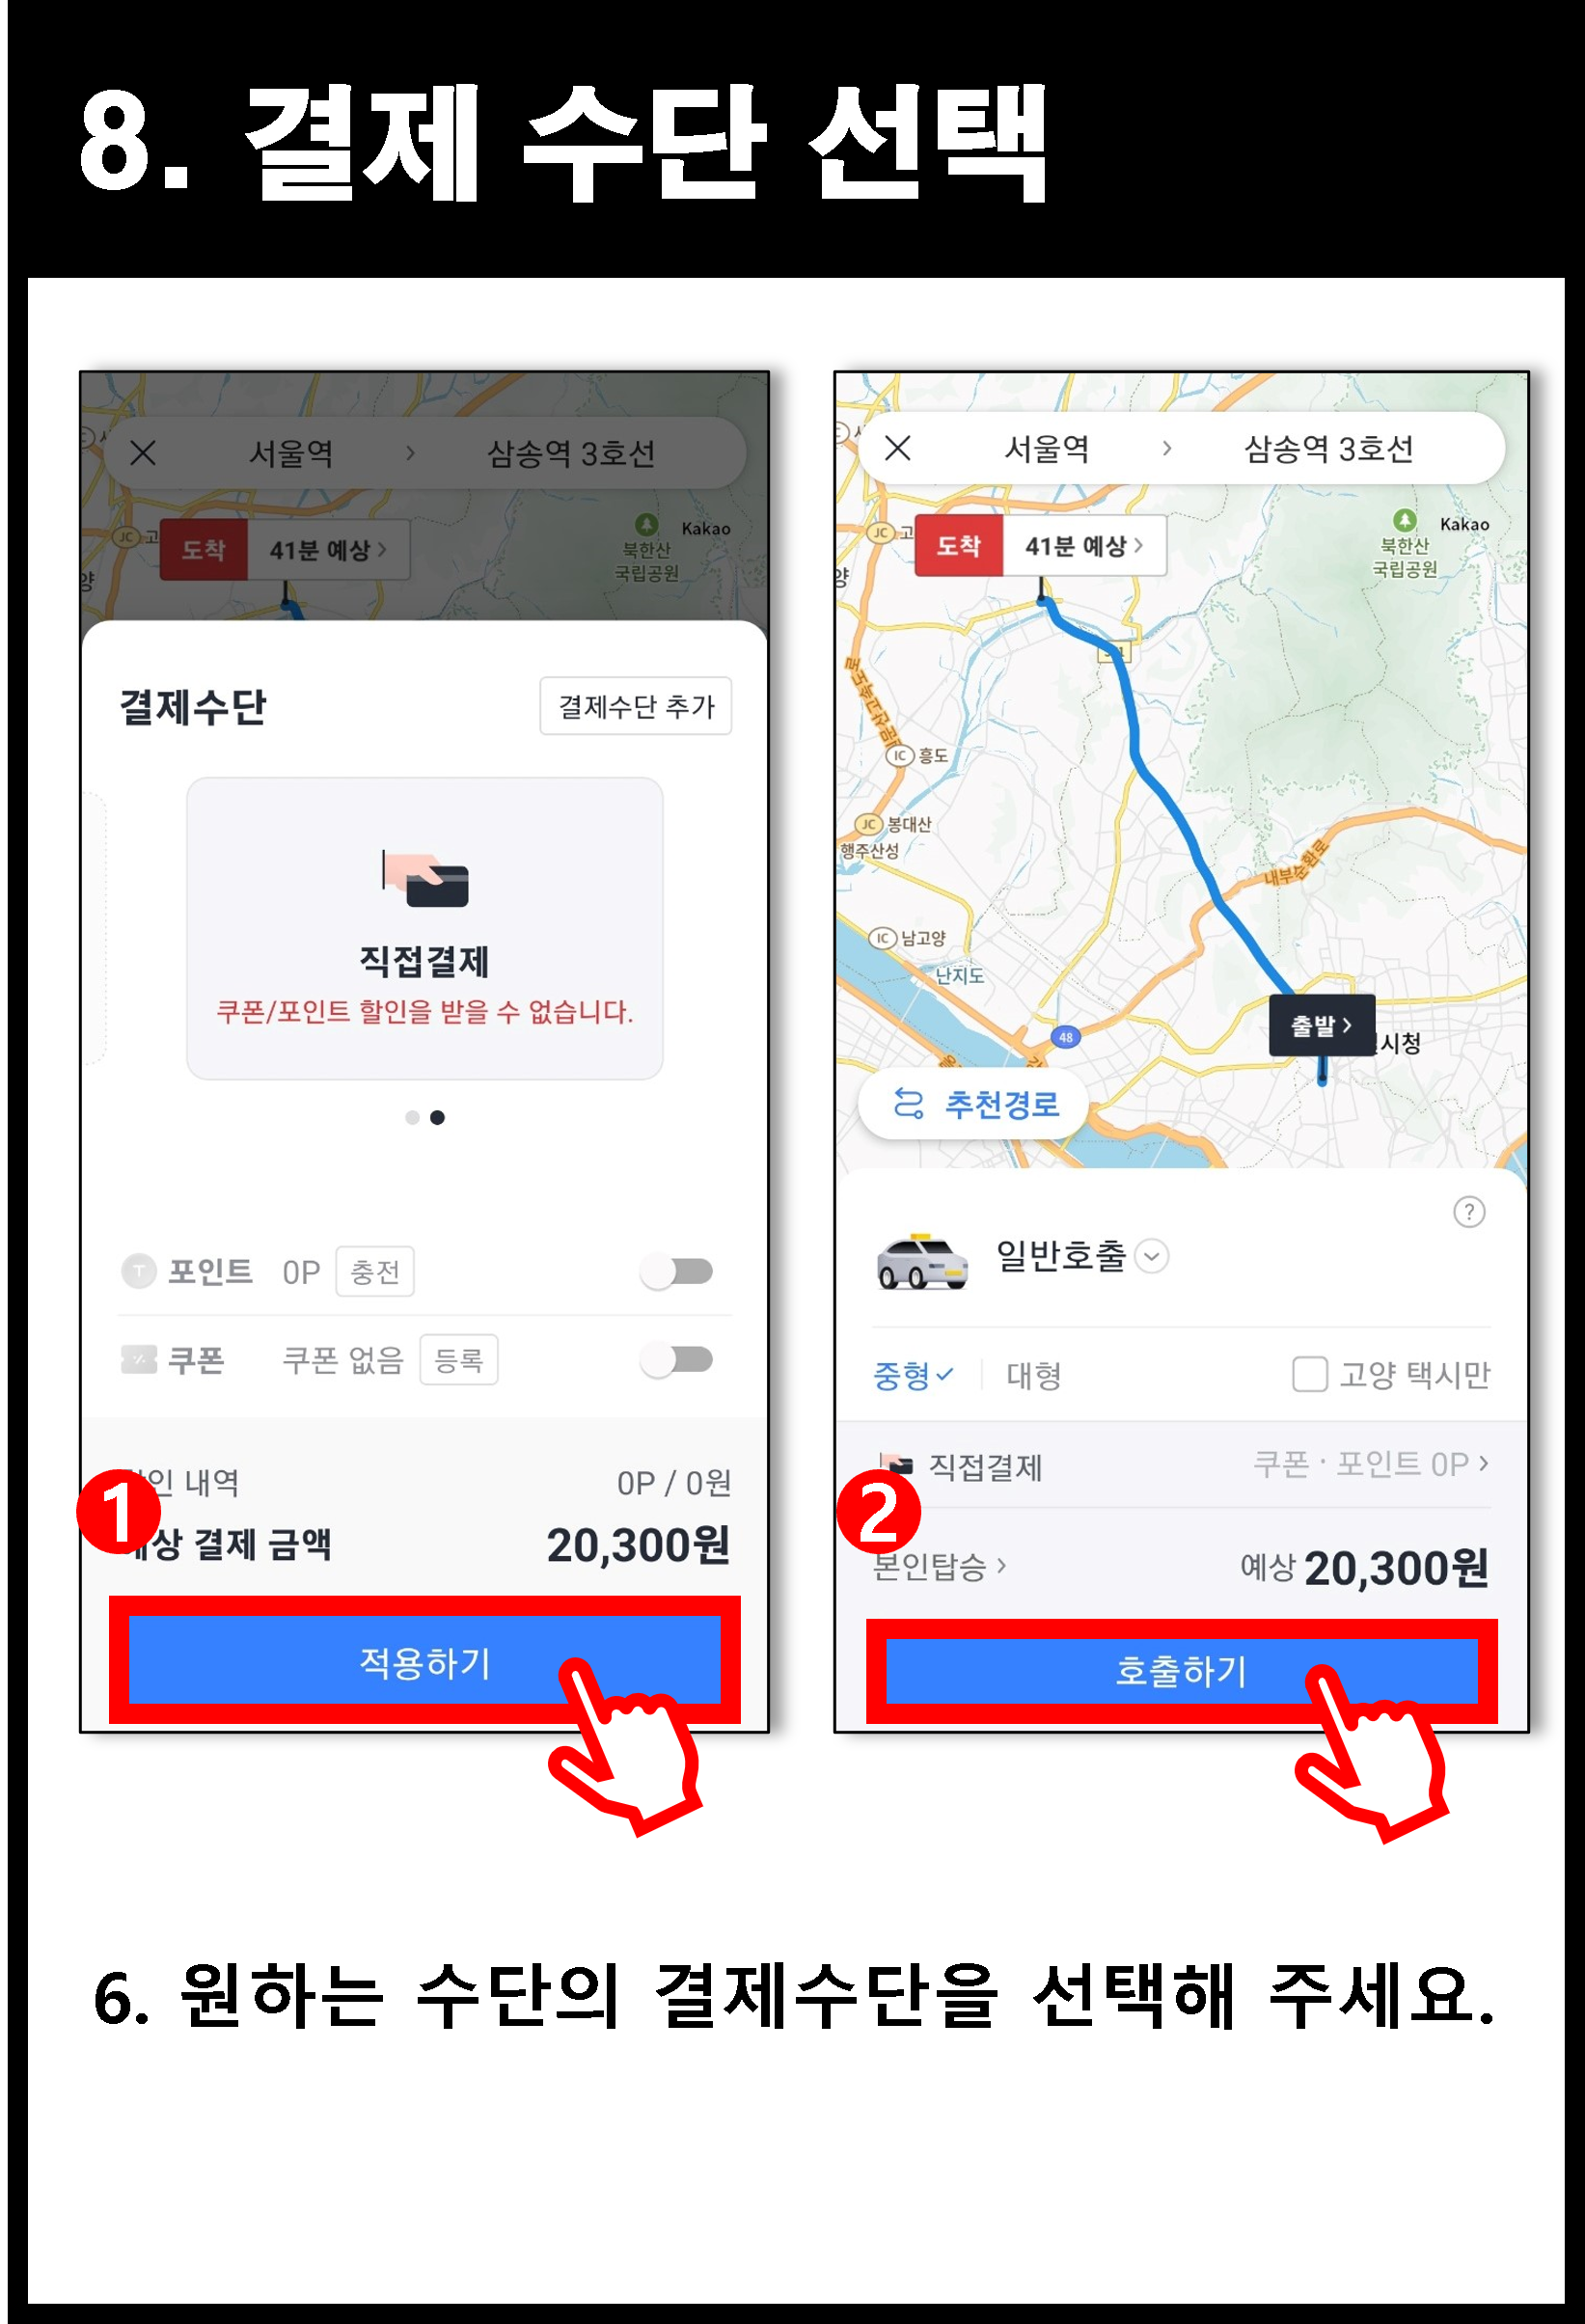 8. 결제 수단 선택
서울역 > 삼송역 3호선
도착 41분 예상 >
Kakao
북한산
국립공원
JC 고
양
결제수단
결제수단 추가
직접결제
쿠폰/포인트 할인을 받을 수 없습니다.
T 포인트 0P 충전
쿠폰 쿠폰 없음 등록
인 내역 0P / 0원
1
상 결제 금액 20,300원
적용하기
서울역 > 삼송역 3호선
도착 41분 예상 >
Kakao
북한산
국립공원
JC 고
IC 흥도
JC 봉대산
행주산성
내부순환로
IC 남고양
난지도
출발 >
시청
48
추천경로
?
일반호출
중형 대형 고양 택시만
직접결제 쿠폰 · 포인트 0P >
2
본인탑승 > 예상 20,300원
호출하기
6. 원하는 수단의 결제수단을 선택해 주세요.